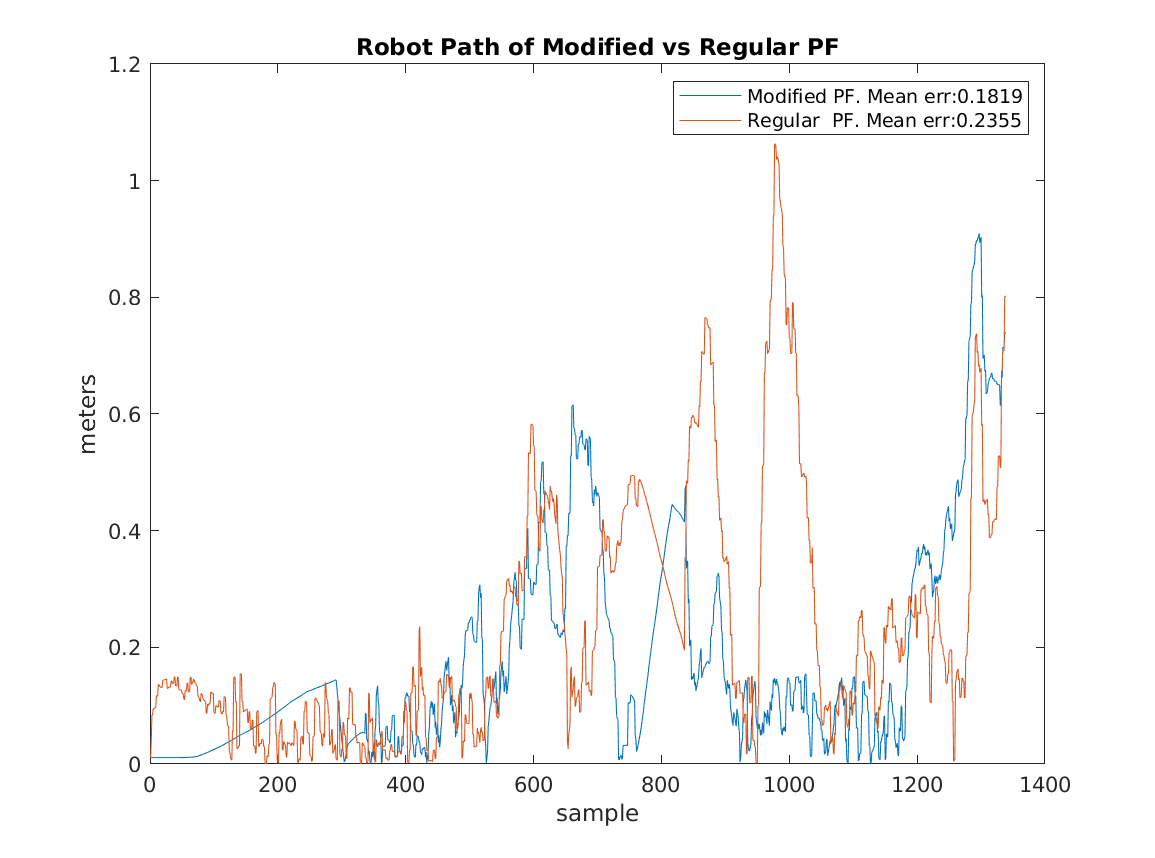 Robot Path of Modified vs Regular PF
Modified PF. Mean err:0.1819
Regular  PF. Mean err:0.2355
1.2
1
0.8
0.6
0.4
0.2
0
meters
0 200 400 600 800 1000 1200 1400
sample